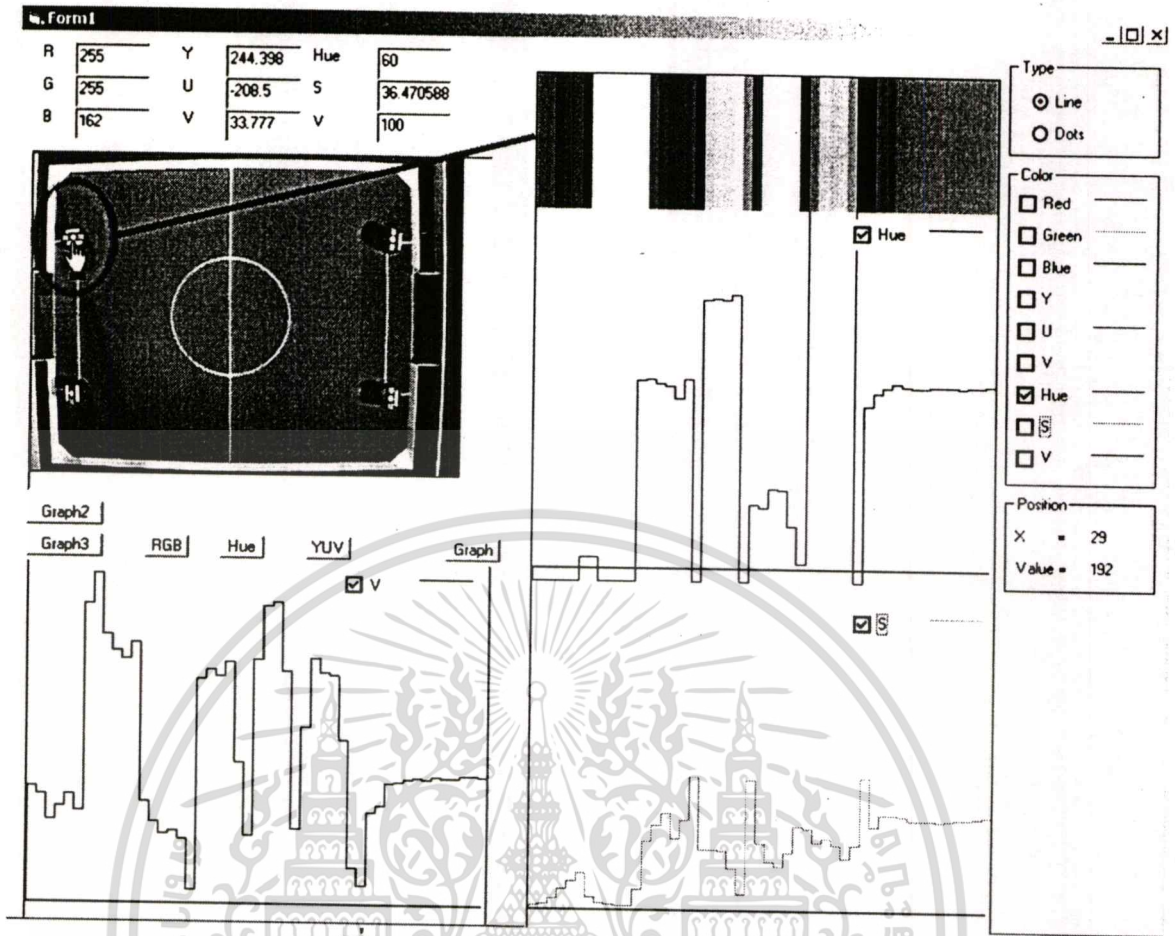 Form1
R 255 Y 244.398 Hue 60
G 255 U -208.5 S 36.470588
B 162 V 33.777 V 100
Type
Line
Dots
Color
Red
Green
Blue
Y
U
V
Hue
S
V
Position
X = 29
Value = 192
Hue
Graph2
Graph3 RGB Hue YUV Graph
V
S